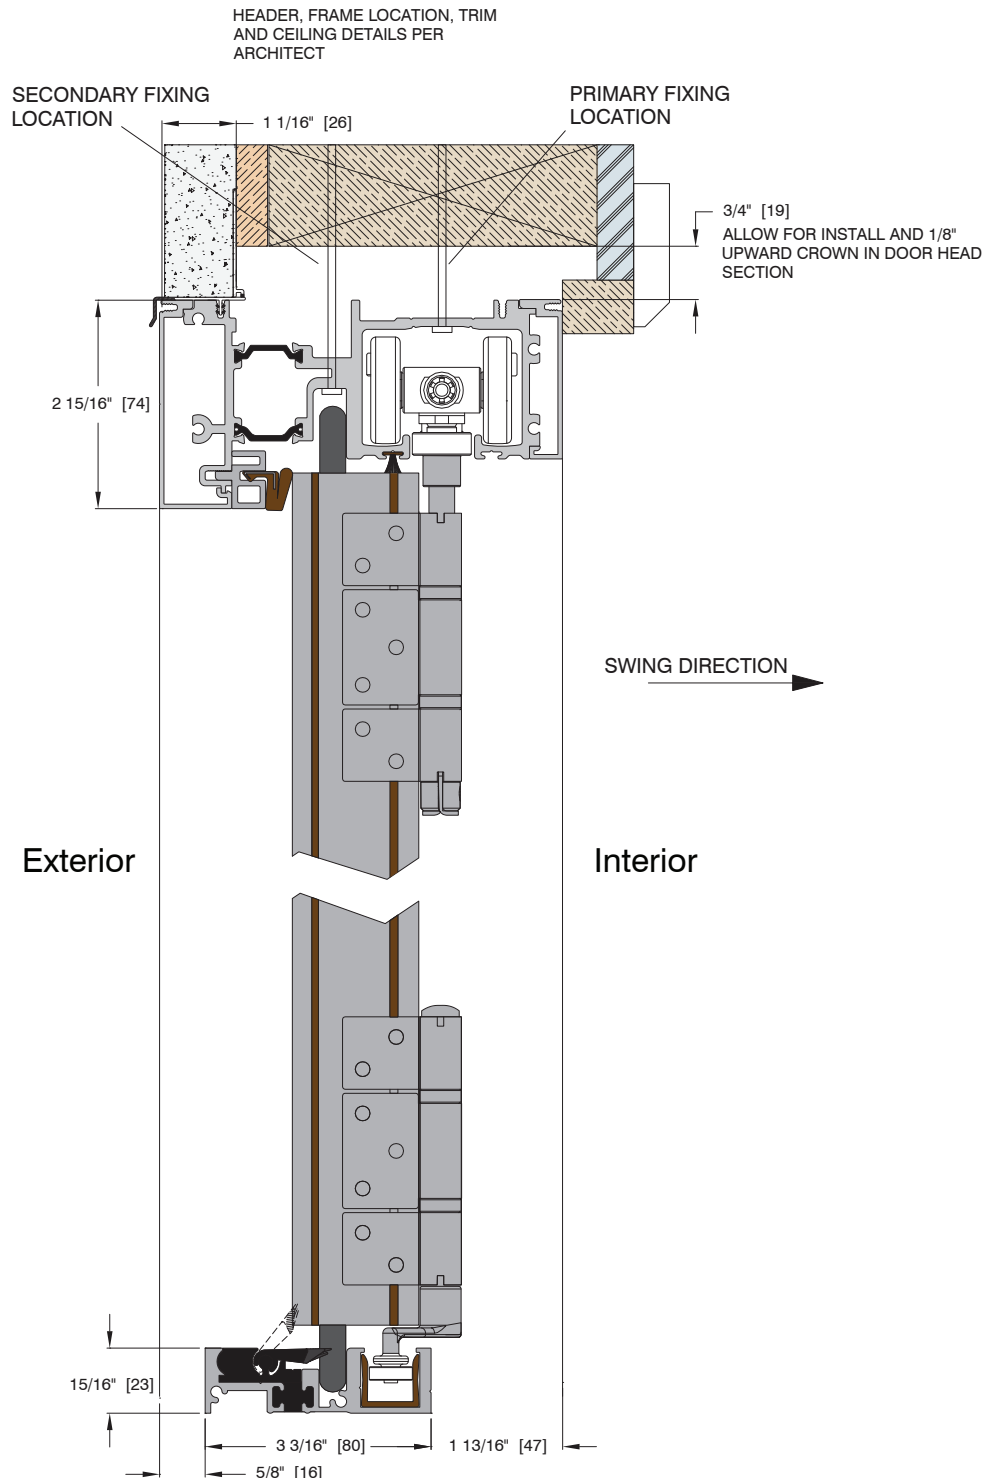 HEADER, FRAME LOCATION, TRIM
AND CEILING DETAILS PER
ARCHITECT
SECONDARY FIXING
LOCATION
1 1/16" [26]
PRIMARY FIXING
LOCATION
3/4" [19]
ALLOW FOR INSTALL AND 1/8"
UPWARD CROWN IN DOOR HEAD
SECTION
2 15/16" [74]
SWING DIRECTION
Exterior
Interior
15/16" [23]
3 3/16" [80]
1 13/16" [47]
5/8" [16]